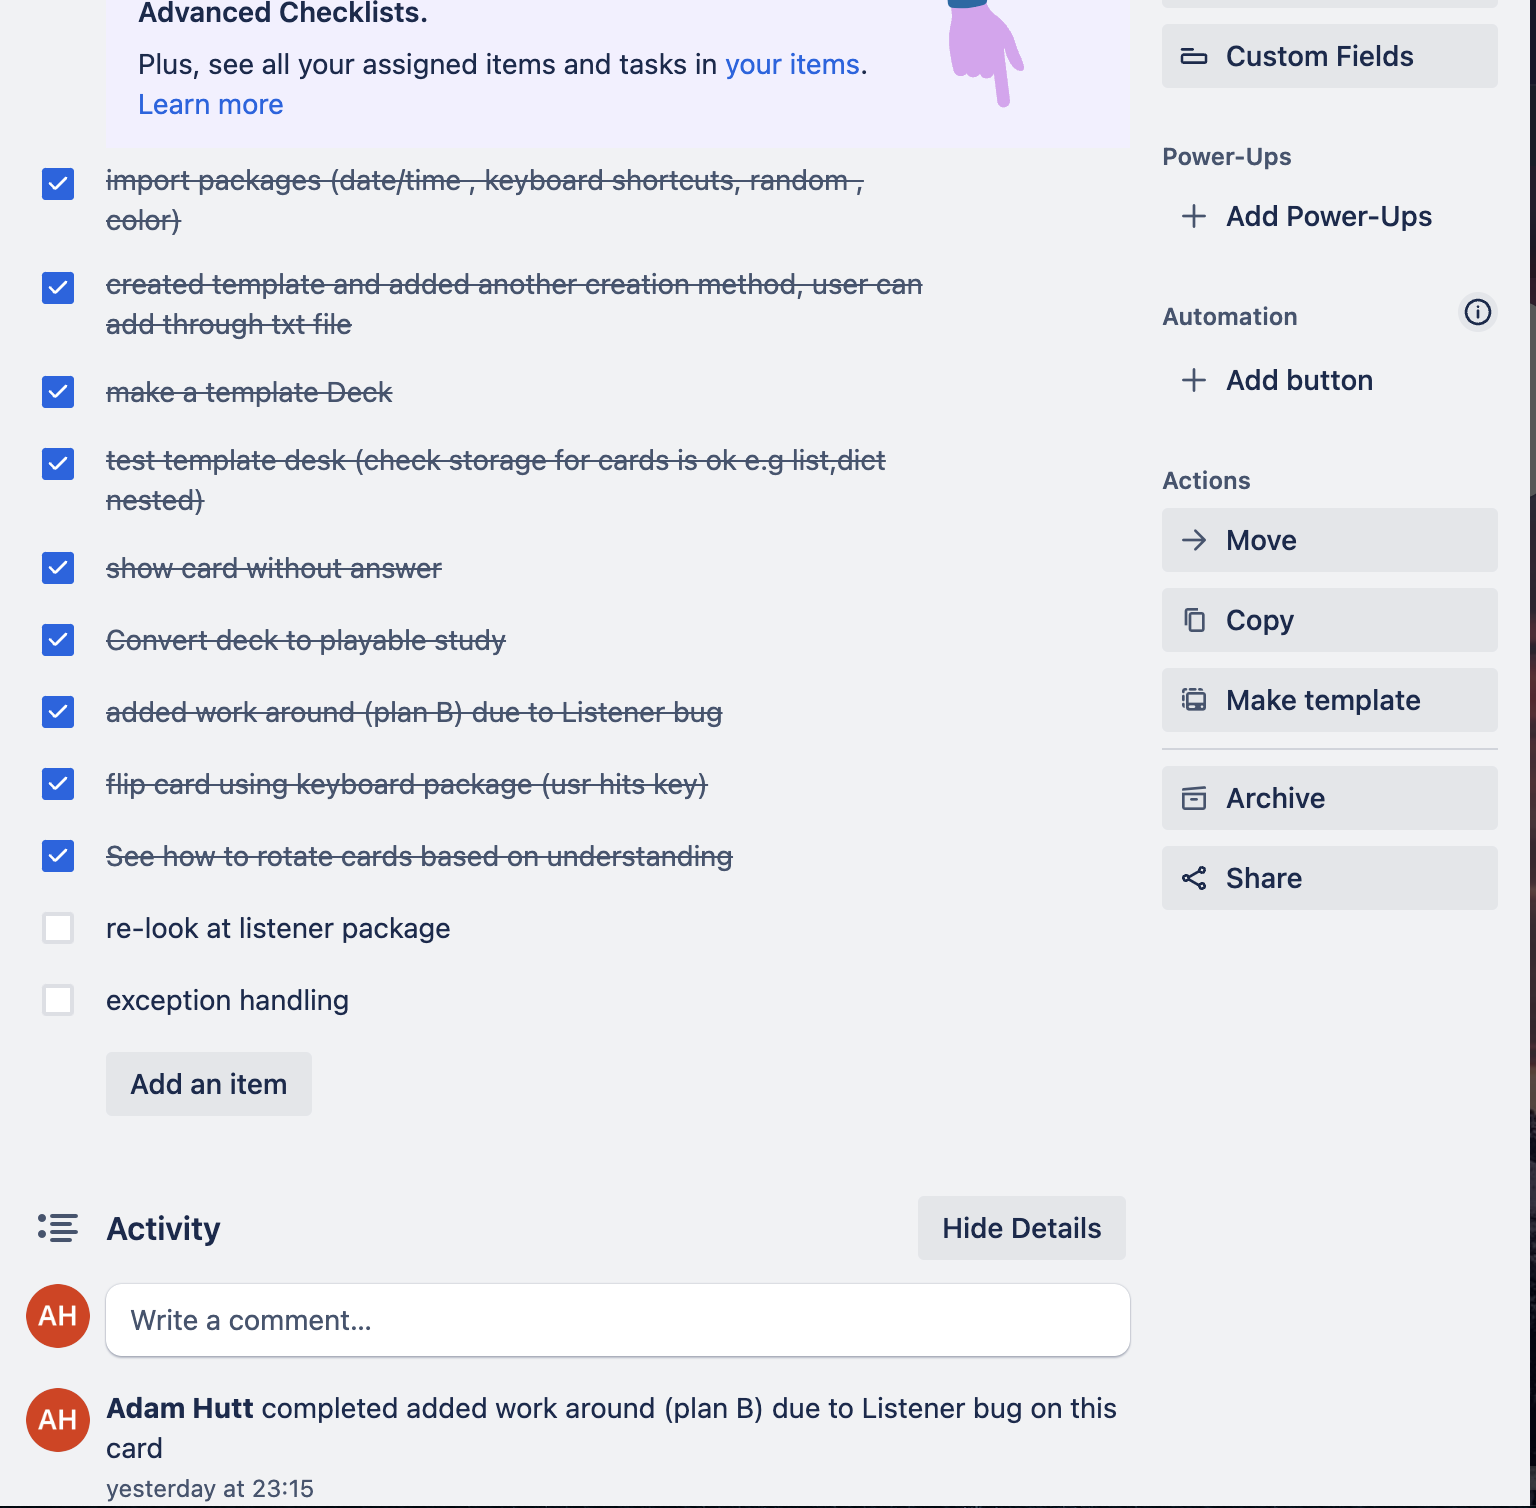 Advanced Checklists.
Plus, see all your assigned items and tasks in your items.
Learn more
import packages (date/time , keyboard shortcuts, random ,
color)
created template and added another creation method, user can
add through txt file
make a template Deck
test template desk (check storage for cards is ok e.g list,dict
nested)
show card without answer
Convert deck to playable study
added work around (plan B) due to Listener bug
flip card using keyboard package (usr hits key)
See how to rotate cards based on understanding
re-look at listener package
exception handling
Add an item
Activity
Hide Details
AH
Write a comment...
AH
Adam Hutt completed added work around (plan B) due to Listener bug on this
card
yesterday at 23:15
Custom Fields
Power-Ups
Add Power-Ups
Automation
Add button
Actions
Move
Copy
Make template
Archive
Share